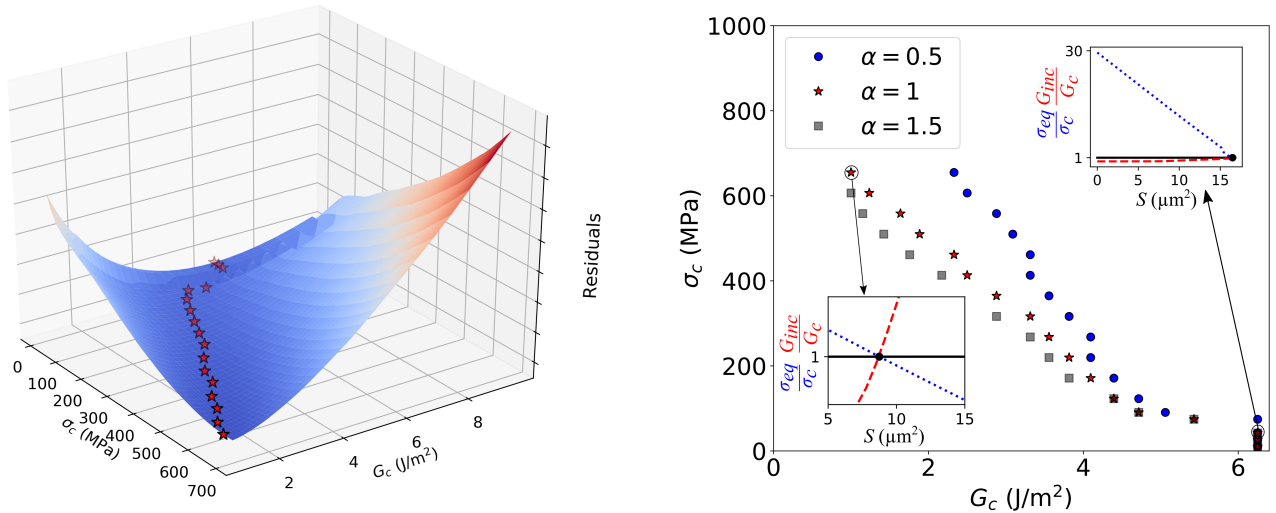 0
100
200
300
400
500
600
700
σc (MPa)
2
4
6
8
Gc (J/m²)
Residuals
1000
800
600
400
200
0
σc (MPa)
0
2
4
6
Gc (J/m²)
α = 0.5
α = 1
α = 1.5
30
1
σeq/σc Ginc/Gc
0
5
10
15
S (μm²)
1
σeq/σc Ginc/Gc
5
10
15
S (μm²)